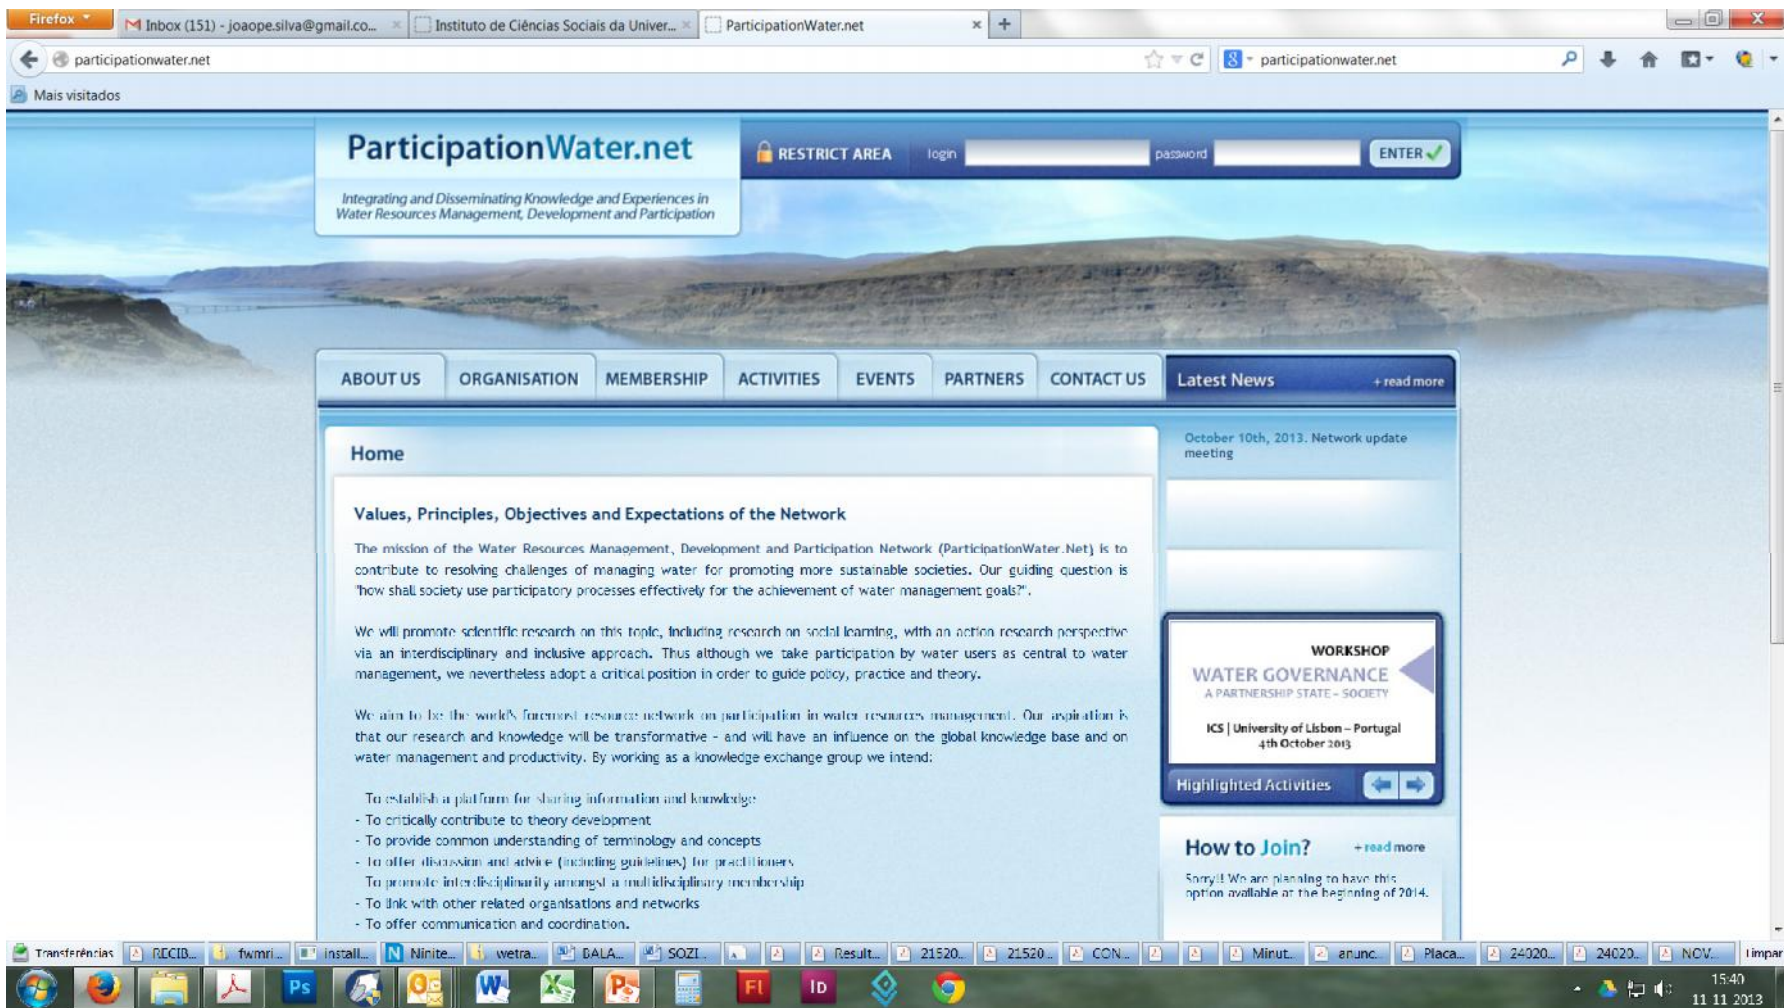 Firefox
Inbox (151) - joaope.silva@gmail.co...
Instituto de Ciências Sociais da Univer...
ParticipationWater.net
participationwater.net
participationwater.net
Mais visitados
ParticipationWater.net
RESTRICT AREA
login
password
ENTER
Integrating and Disseminating Knowledge and Experiences in
Water Resources Management, Development and Participation
ABOUT US
ORGANISATION
MEMBERSHIP
ACTIVITIES
EVENTS
PARTNERS
CONTACT US
Latest News
+ read more
Home
Values, Principles, Objectives and Expectations of the Network
The mission of the Water Resources Management, Development and Participation Network (ParticipationWater.Net) is to
contribute to resolving challenges of managing water for promoting more sustainable societies. Our guiding question is
"how shall society use participatory processes effectively for the achievement of water management goals?".
We will promote scientific research on this topic, including research on social learning, with an action research perspective
via an interdisciplinary and inclusive approach. Thus although we take participation by water users as central to water
management, we nevertheless adopt a critical position in order to guide policy, practice and theory.
We aim to be the world's foremost resource network on participation in water resources management. Our aspiration is
that our research and knowledge will be transformative - and will have an influence on the global knowledge base and on
water management and productivity. By working as a knowledge exchange group we intend:
To establish a platform for sharing information and knowledge
- To critically contribute to theory development
- To provide common understanding of terminology and concepts
- To offer discussion and advice (including guidelines) for practitioners
To promote interdisciplinarity amongst a multidisciplinary membership
- To link with other related organisations and networks
- To offer communication and coordination.
October 10th, 2013. Network update
meeting
WORKSHOP
WATER GOVERNANCE
A PARTNERSHIP STATE – SOCIETY
ICS | University of Lisbon – Portugal
4th October 2013
Highlighted Activities
How to Join?
+ read more
Sorry!! We are planning to have this
option available at the beginning of 2014.
Transferências
RECIB...
fwmri...
install...
Ninite...
wetra...
BALA...
SOZI...
Result...
21520...
21520...
CON...
Minut...
anunc...
Placa...
24020...
24020...
NOV...
Limpar
Ps
FL
ID
15:40
11-11-2013